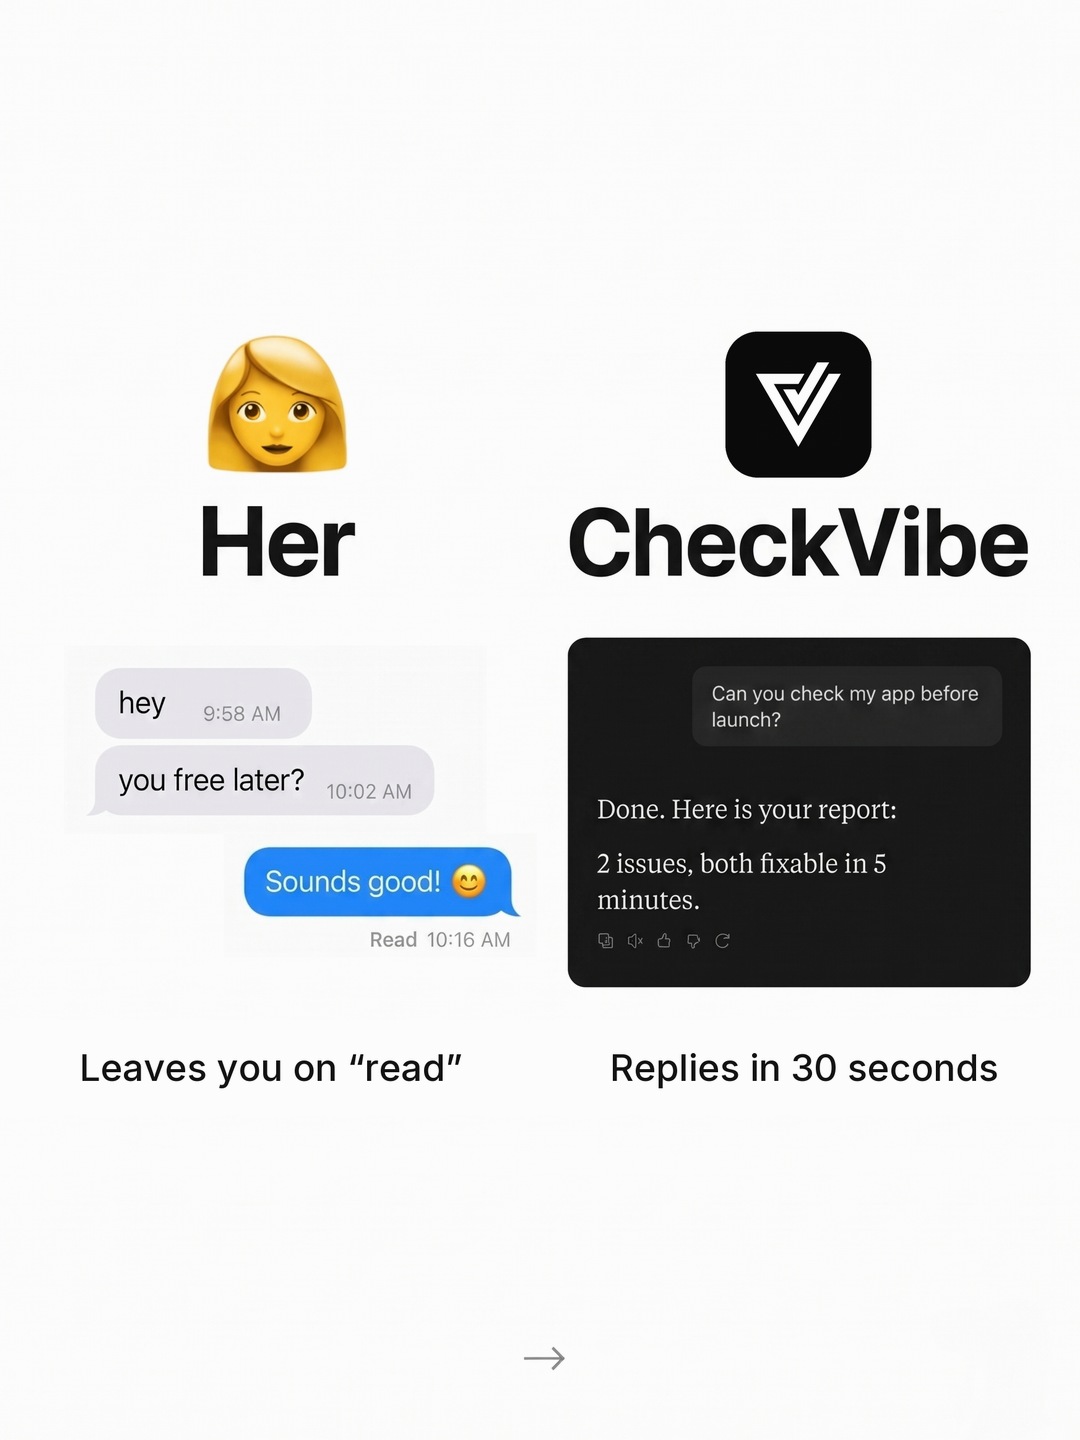 Her
hey 9:58 AM
you free later? 10:02 AM
Sounds good! 😊
Read 10:16 AM
Leaves you on “read”
CheckVibe
Can you check my app before
launch?
Done. Here is your report:
2 issues, both fixable in 5
minutes.
Replies in 30 seconds